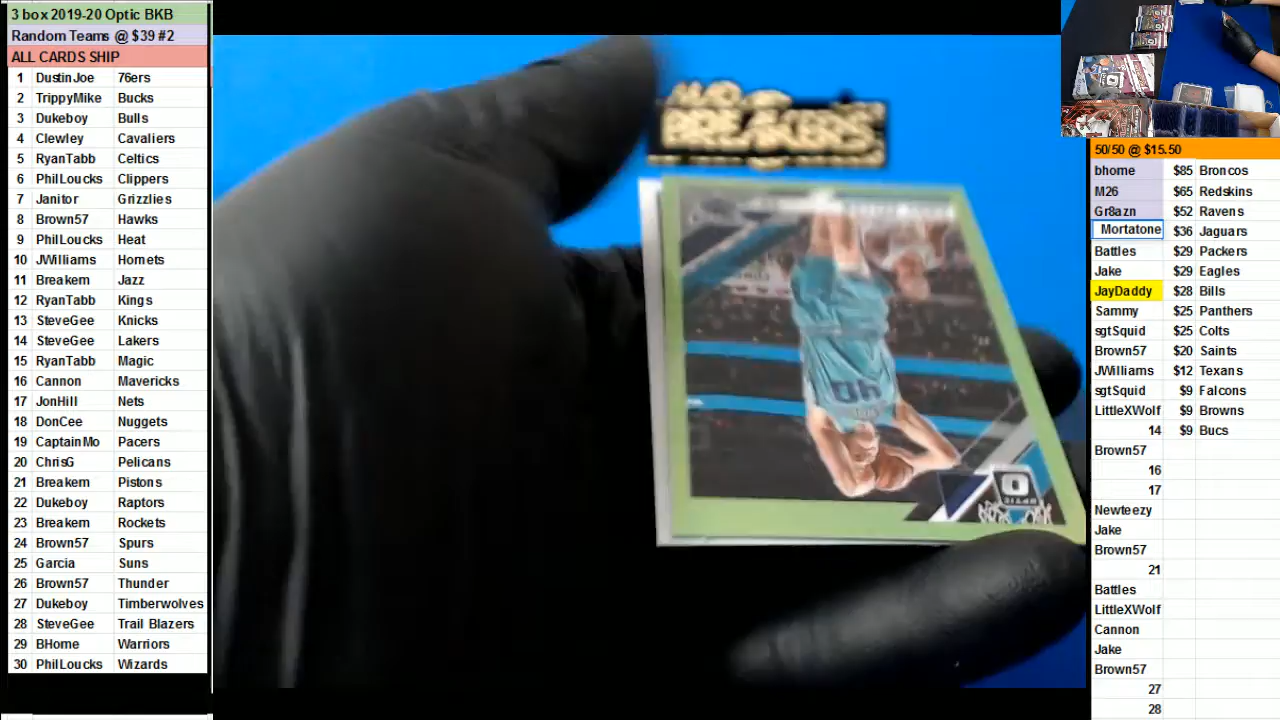 3 box 2019-20 Optic BKB
Random Teams @ $39 #2
ALL CARDS SHIP
1 DustinJoe 76ers
2 TrippyMike Bucks
3 Dukeboy Bulls
4 Clewley Cavaliers
5 RyanTabb Celtics
6 PhilLoucks Clippers
7 Janitor Grizzlies
8 Brown57 Hawks
9 PhilLoucks Heat
10 JWilliams Hornets
11 Breakem Jazz
12 RyanTabb Kings
13 SteveGee Knicks
14 SteveGee Lakers
15 RyanTabb Magic
16 Cannon Mavericks
17 JonHill Nets
18 DonCee Nuggets
19 CaptainMo Pacers
20 ChrisG Pelicans
21 Breakem Pistons
22 Dukeboy Raptors
23 Breakem Rockets
24 Brown57 Spurs
25 Garcia Suns
26 Brown57 Thunder
27 Dukeboy Timberwolves
28 SteveGee Trail Blazers
29 BHome Warriors
30 PhilLoucks Wizards
BREAKERS
40
OPTIC
50/50 @ $15.50
bhome $85 Broncos
M26 $65 Redskins
Gr8azn $52 Ravens
Mortatone $36 Jaguars
Battles $29 Packers
Jake $29 Eagles
JayDaddy $28 Bills
Sammy $25 Panthers
sgtSquid $25 Colts
Brown57 $20 Saints
JWilliams $12 Texans
sgtSquid $9 Falcons
LittleXWolf $9 Browns
14 $9 Bucs
Brown57
16
17
Newteezy
Jake
Brown57
21
Battles
LittleXWolf
Cannon
Jake
Brown57
27
28